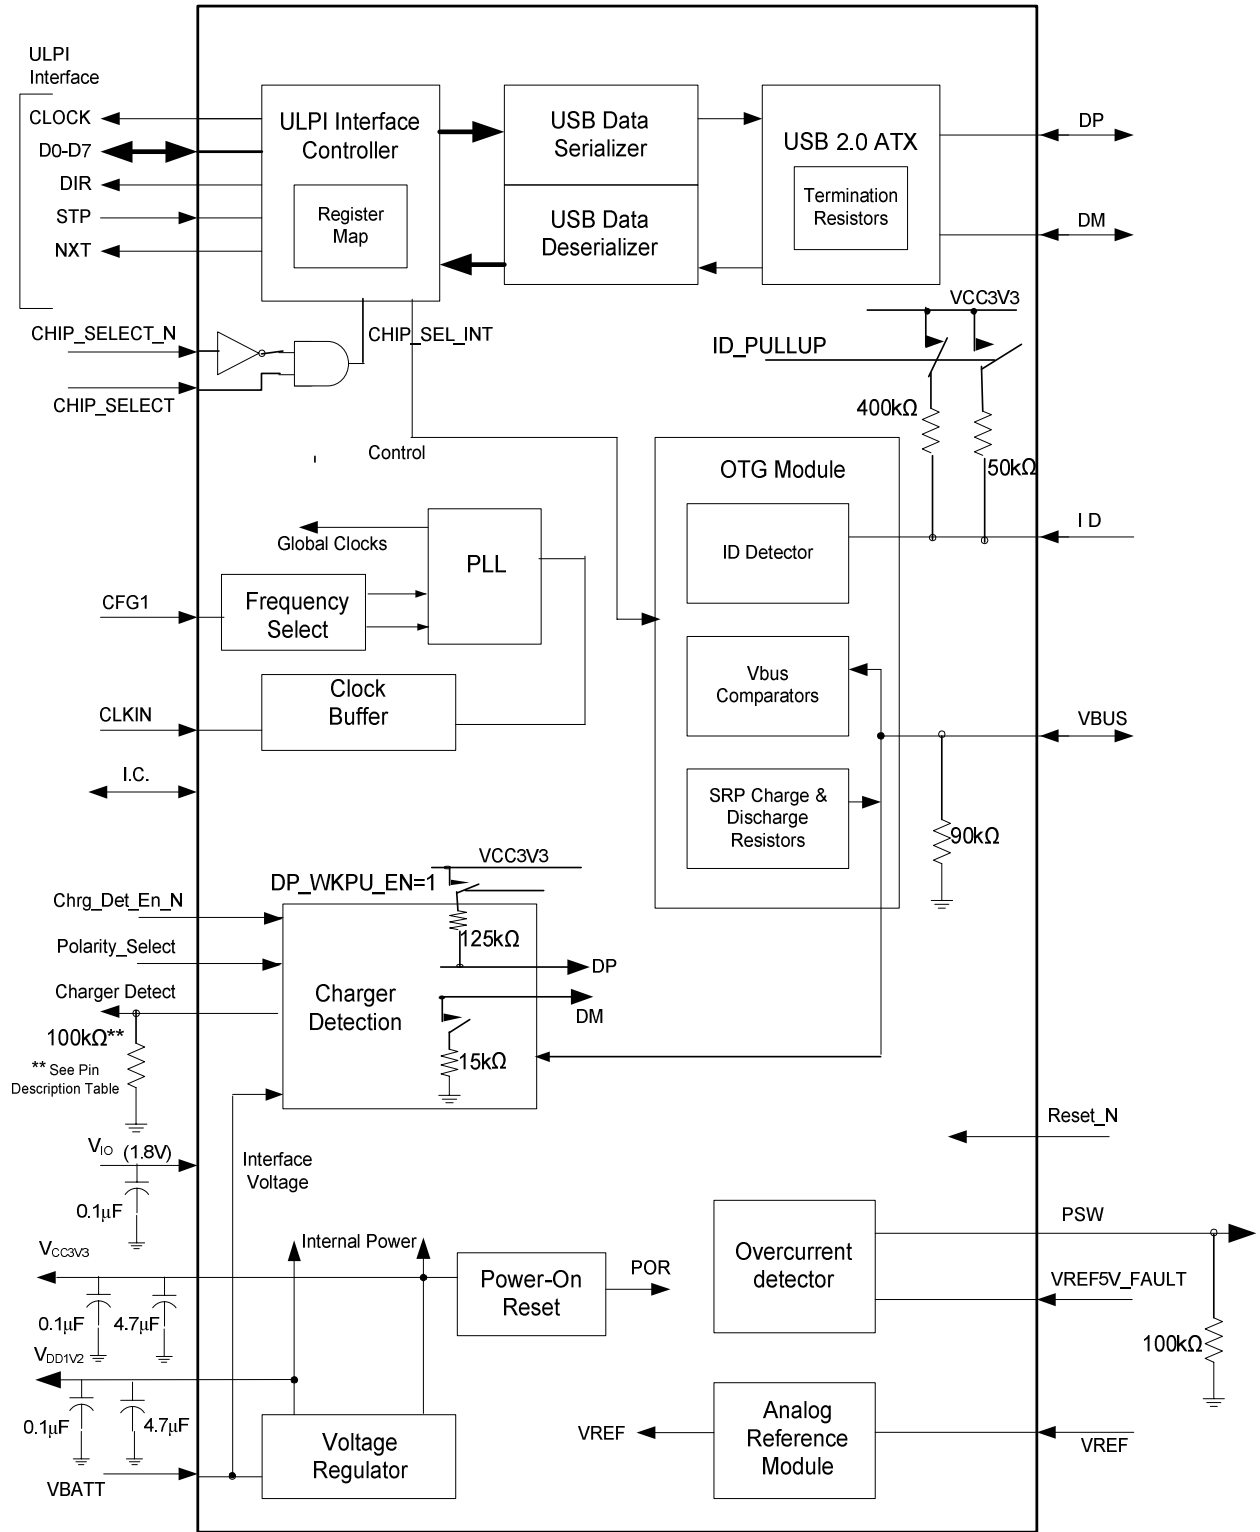 ULPI
Interface
CLOCK
D0-D7
DIR
STP
NXT
ULPI Interface
Controller
Register
Map
USB Data
Serializer
USB Data
Deserializer
USB 2.0 ATX
Termination
Resistors
DP
DM
CHIP_SELECT_N
CHIP_SELECT
CHIP_SEL_INT
Control
VCC3V3
ID_PULLUP
400kΩ
50kΩ
OTG Module
ID Detector
I D
Vbus
Comparators
VBUS
SRP Charge &
Discharge
Resistors
90kΩ
Global Clocks
PLL
CFG1
Frequency
Select
CLKIN
Clock
Buffer
I.C.
VCC3V3
DP_WKPU_EN=1
Chrg_Det_En_N
Polarity_Select
Charger Detect
100kΩ**
** See Pin
Description Table
Charger
Detection
125kΩ
DP
DM
15kΩ
VIO (1.8V)
0.1µF
Interface
Voltage
Reset_N
VCC3V3
0.1µF
4.7µF
Internal Power
Power-On
Reset
POR
Overcurrent
detector
PSW
VREF5V_FAULT
100kΩ
VDD1V2
0.1µF
4.7µF
VBATT
Voltage
Regulator
VREF
Analog
Reference
Module
VREF